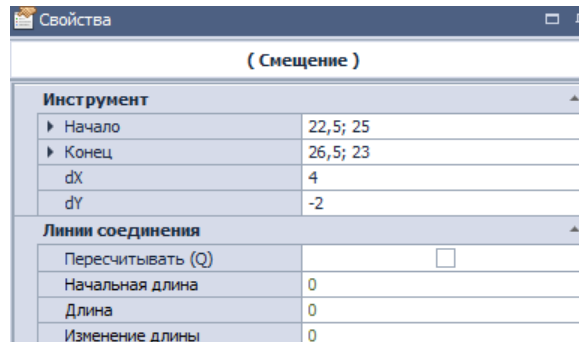 Свойства
( Смещение )
Инструмент
Начало 22,5; 25
Конец 26,5; 23
dX 4
dY -2
Линии соединения
Пересчитывать (Q)
Начальная длина 0
Длина 0
Изменение длины 0